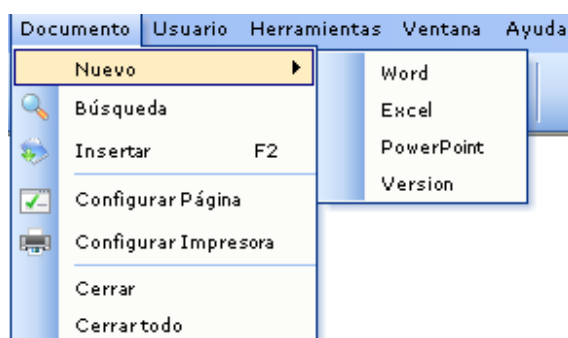 Documento Usuario Herramientas Ventana Ayuda
Nuevo
Búsqueda
Insertar F2
Configurar Página
Configurar Impresora
Cerrar
Cerrar todo
Word
Excel
PowerPoint
Version